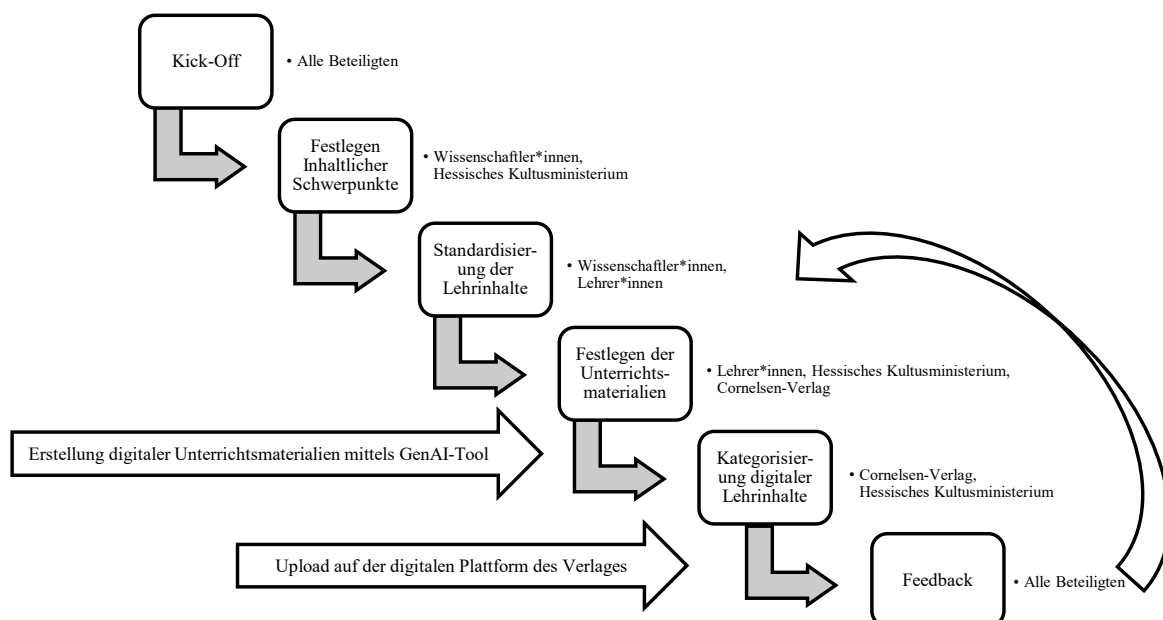 Kick-Off
• Alle Beteiligten
Festlegen
Inhaltlicher
Schwerpunkte
• Wissenschaftler*innen,
Hessisches Kultusministerium
Standardisier-
ung der
Lehrinhalte
• Wissenschaftler*innen,
Lehrer*innen
Festlegen der
Unterrichts-
materialien
• Lehrer*innen, Hessisches Kultusministerium,
Cornelsen-Verlag
Erstellung digitaler Unterrichtsmaterialien mittels GenAI-Tool
Kategorisier-
ung digitaler
Lehrinhalte
• Cornelsen-Verlag,
Hessisches Kultusministerium
Upload auf der digitalen Plattform des Verlages
Feedback
• Alle Beteiligten